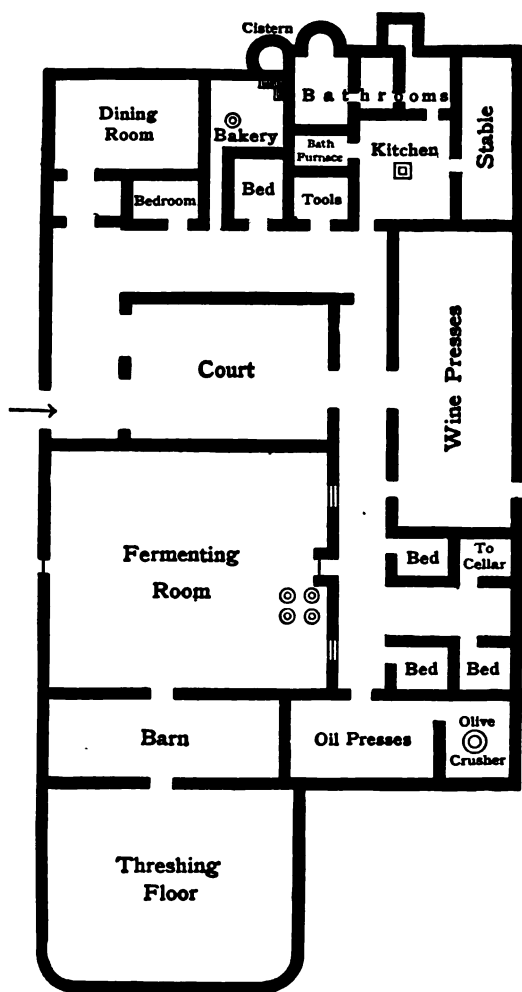 Cistern
Dining
Room
Bakery
Bathrooms
Bath
Furnace
Kitchen
Stable
Bedroom
Bed
Tools
Court
Wine Presses
Fermenting
Room
Bed
To
Cellar
Bed
Bed
Barn
Oil Presses
Olive
Crusher
Threshing
Floor